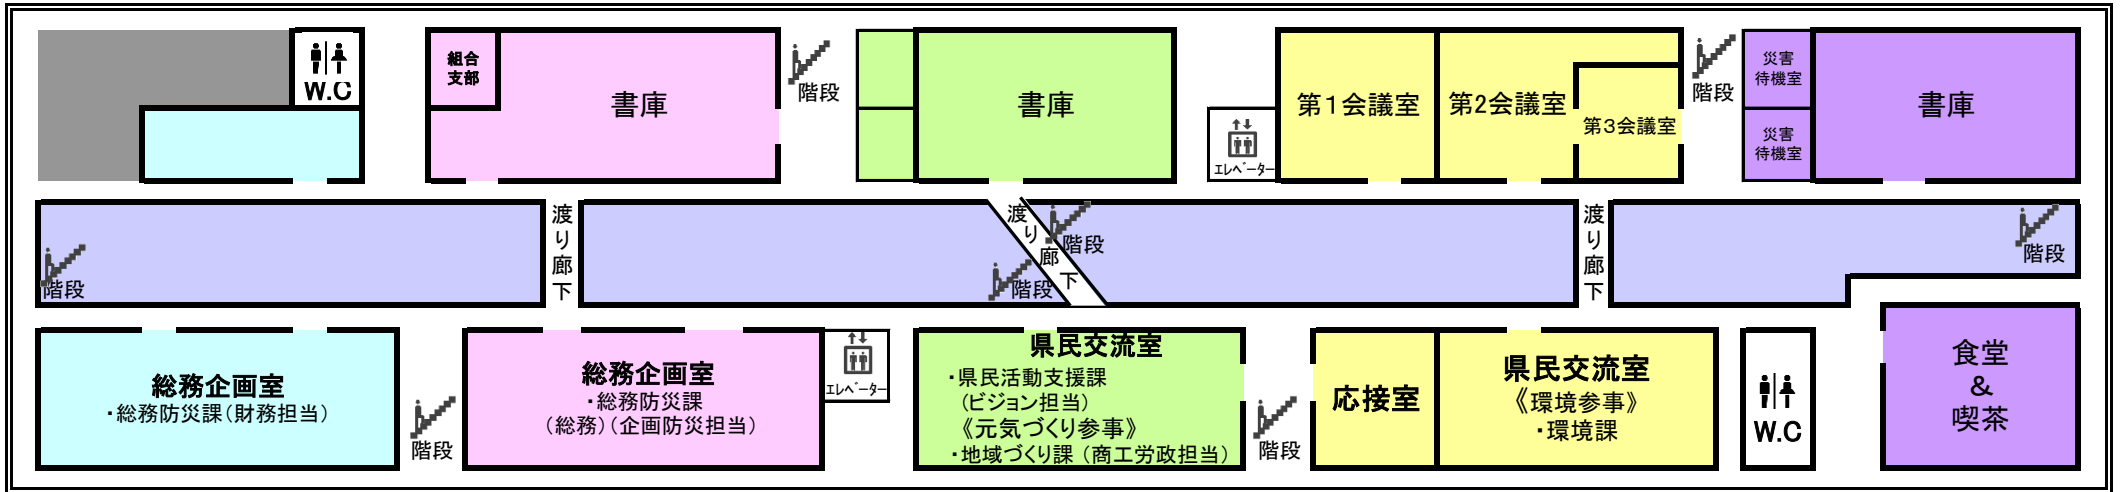 W.C
組合
支部
書庫
階段
書庫
エレベーター
第1会議室
第2会議室
第3会議室
階段
災害
待機室
災害
待機室
書庫
階段
渡り廊下
渡り廊下
階段
階段
渡り廊下
階段
総務企画室
・総務防災課(財務担当)
階段
総務企画室
・総務防災課
(総務)(企画防災担当)
エレベーター
県民交流室
・県民活動支援課
(ビジョン担当)
《元気づくり参事》
・地域づくり課(商工労政担当)
階段
応接室
県民交流室
《環境参事》
・環境課
W.C
食堂
&
喫茶